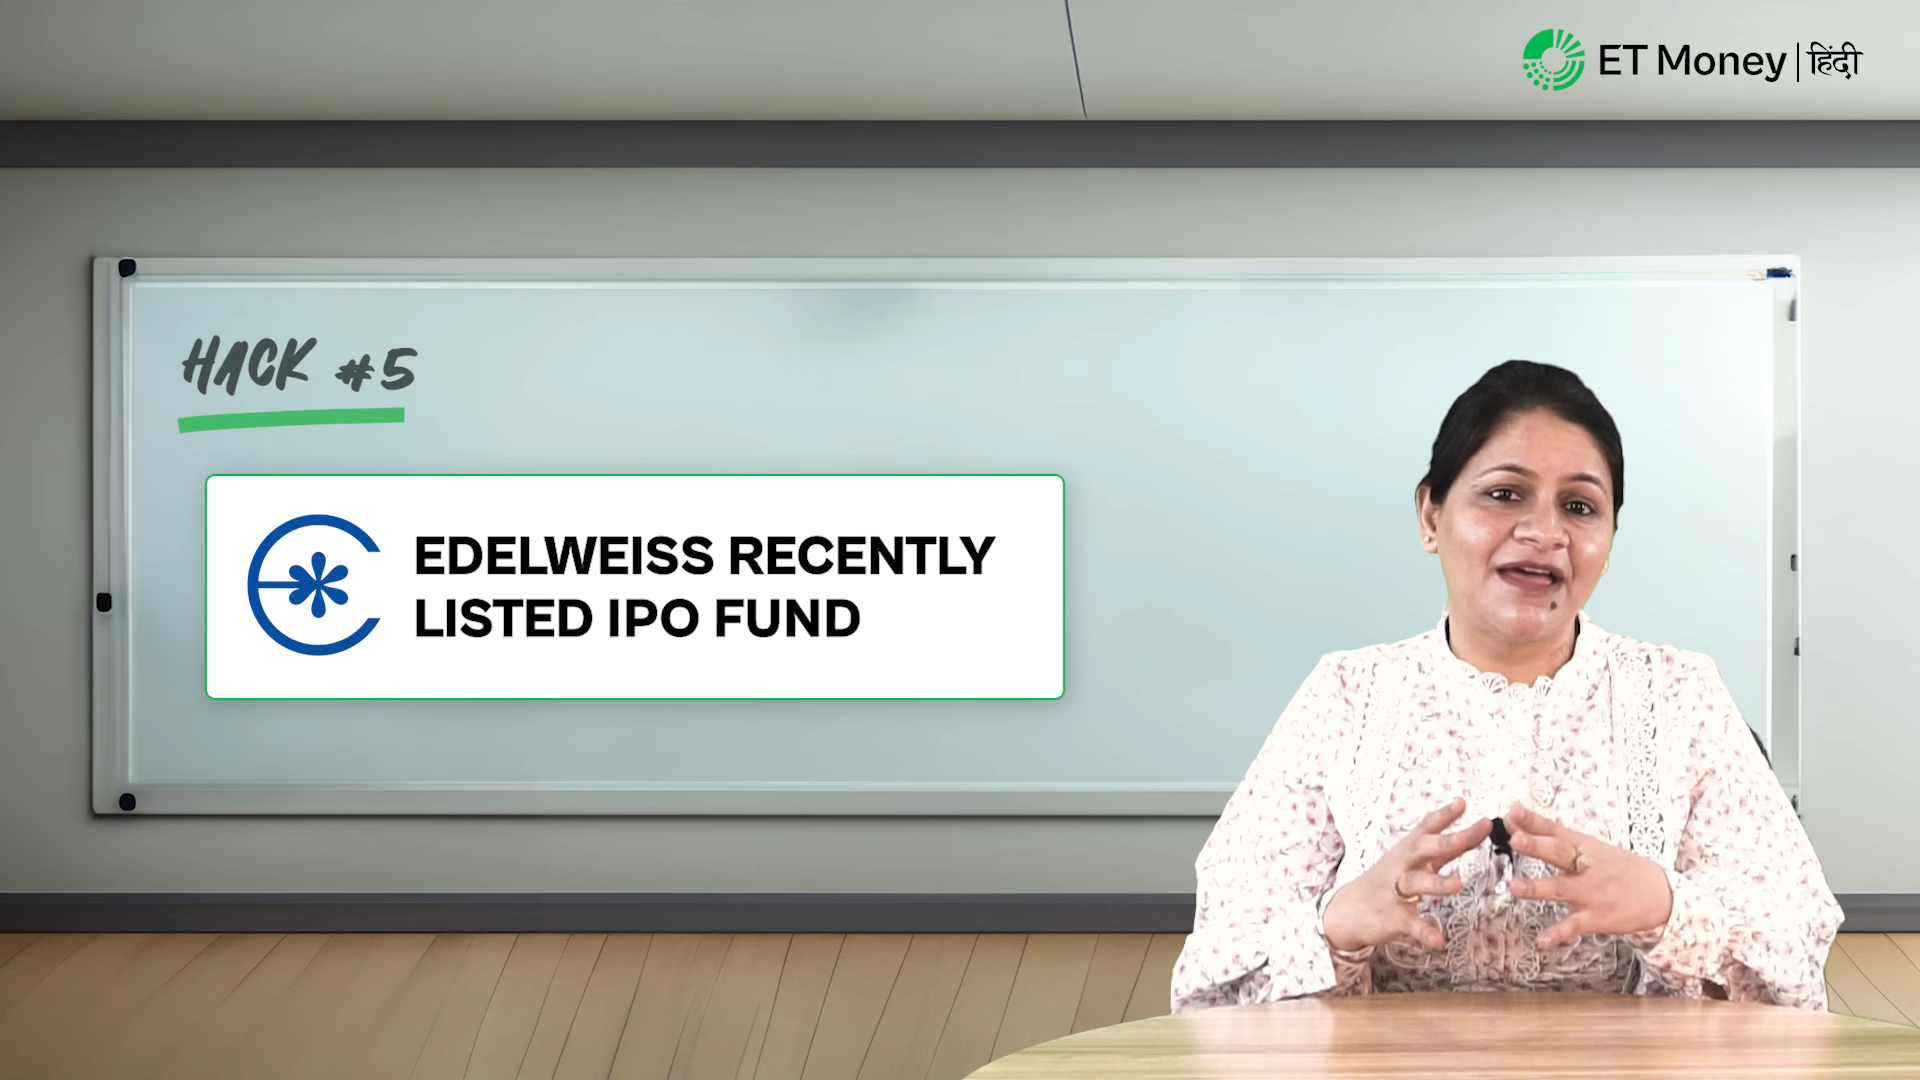 ET Money | हिंदी
HACK #5
EDELWEISS RECENTLY
LISTED IPO FUND